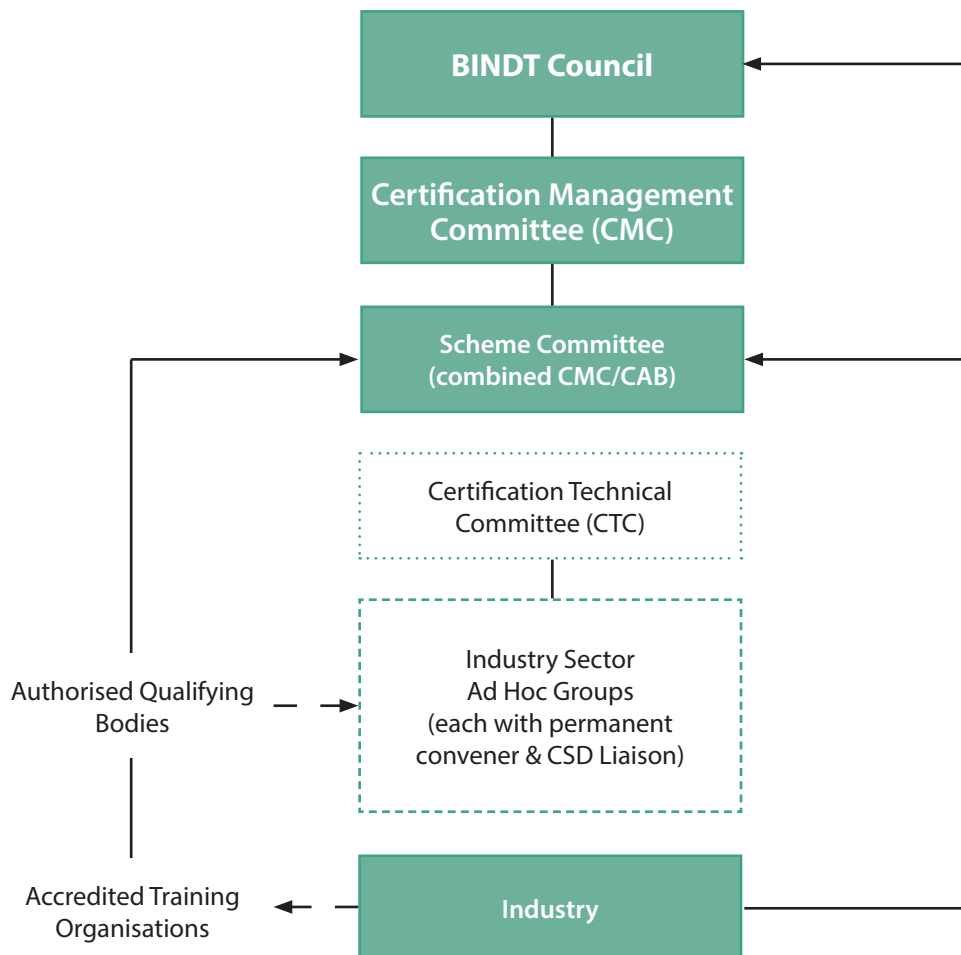 BINDT Council
Certification Management
Committee (CMC)
Scheme Committee
(combined CMC/CAB)
Certification Technical
Committee (CTC)
Industry Sector
Ad Hoc Groups
(each with permanent
convener & CSD Liaison)
Authorised Qualifying
Bodies
Accredited Training
Organisations
Industry